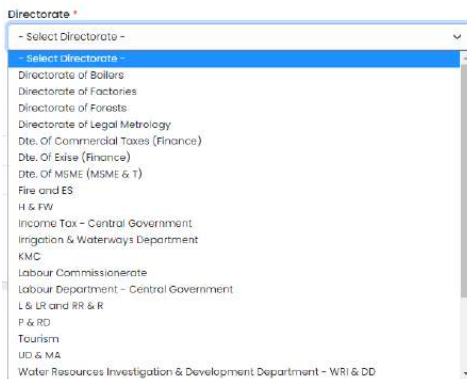 Directorate *
- Select Directorate -
- Select Directorate -
Directorate of Boilers
Directorate of Factories
Directorate of Forests
Directorate of Legal Metrology
Dte. Of Commercial Taxes (Finance)
Dte. Of Exise (Finance)
Dte. Of MSME (MSME & T)
Fire and ES
H & FW
Income Tax - Central Government
Irrigation & Waterways Department
KMC
Labour Commissionerate
Labour Department - Central Government
L & LR and RR & R
P & RD
Tourism
UD & MA
Water Resources Investigation & Development Department - WRI & DD